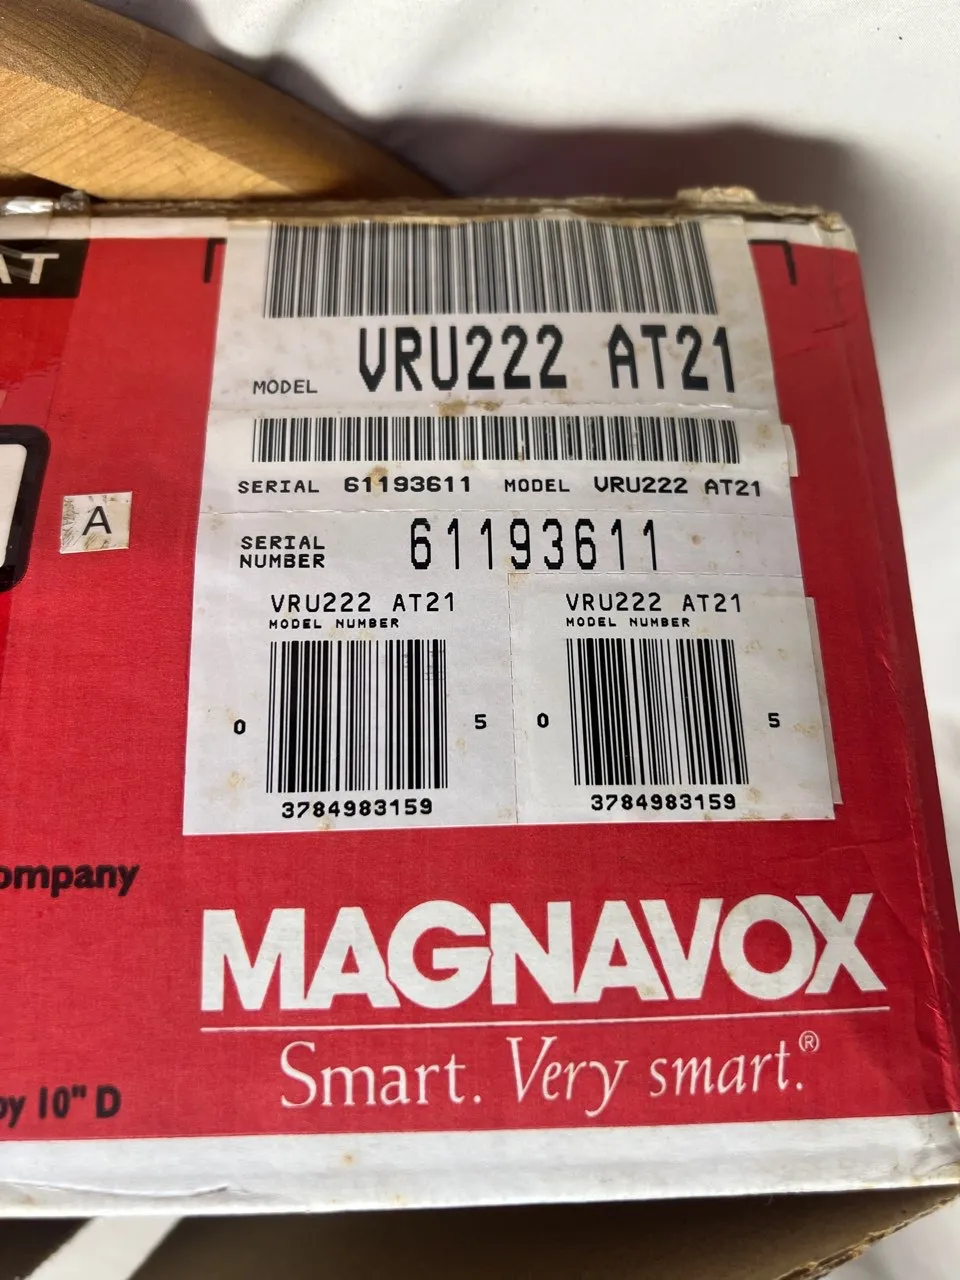 AT
MODEL VRU222 AT21
SERIAL 61193611 MODEL VRU222 AT21
A
SERIAL
NUMBER 61193611
VRU222 AT21 VRU222 AT21
MODEL NUMBER MODEL NUMBER
0 5 0 5
3784983159 3784983159
ompany
MAGNAVOX
Smart. Very smart.®
by 10" D